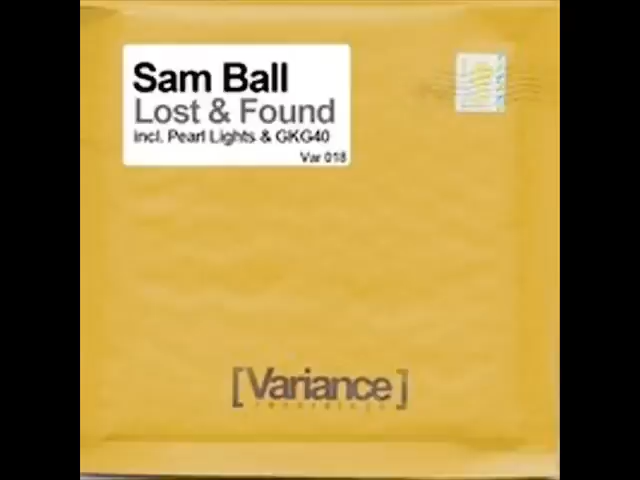 Sam Ball
Lost & Found
incl. Pearl Lights & GKG40
Var 018
[Variance]